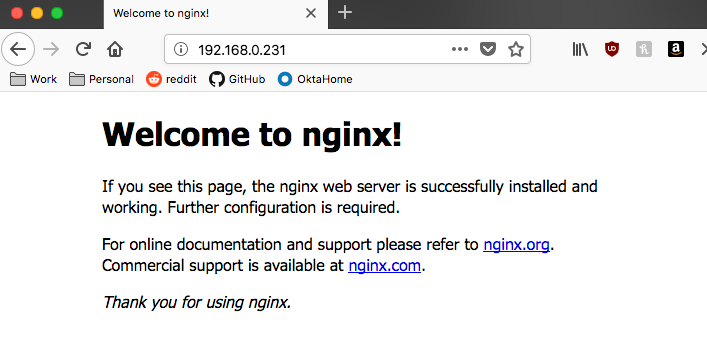 Welcome to nginx!
192.168.0.231
Work Personal reddit GitHub OktaHome
Welcome to nginx!
If you see this page, the nginx web server is successfully installed and
working. Further configuration is required.
For online documentation and support please refer to nginx.org.
Commercial support is available at nginx.com.
Thank you for using nginx.